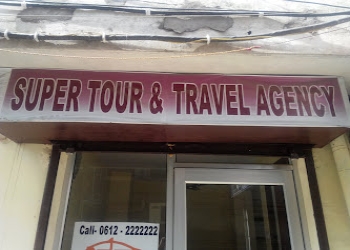 SUPER TOUR & TRAVEL AGENCY
Call- 0612 - 2222222